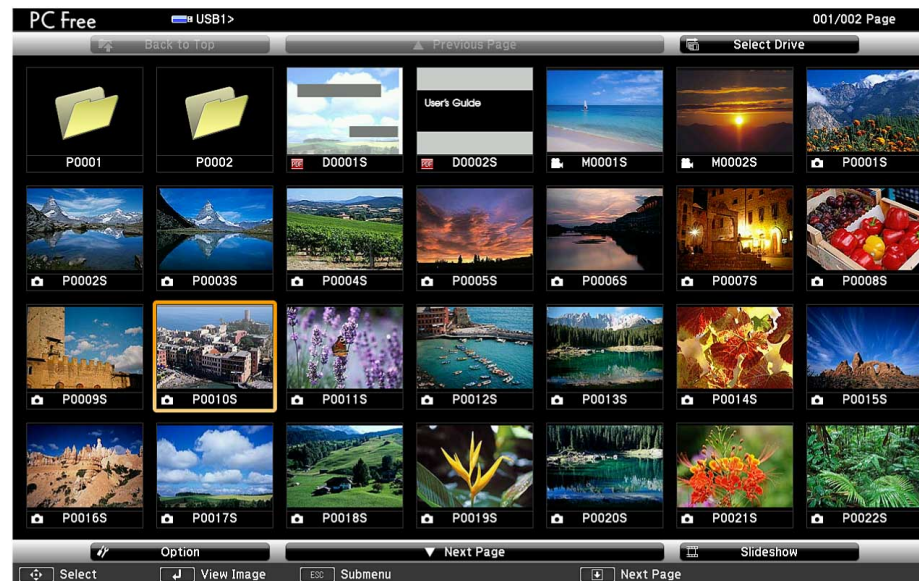 PC Free USB1> 001/002 Page
Back to Top Previous Page Select Drive
User's Guide
P0001 P0002 PDF D0001S PDF D0002S M0001S M0002S P0001S
P0002S P0003S P0004S P0005S P0006S P0007S P0008S
P0009S P0010S P0011S P0012S P0013S P0014S P0015S
P0016S P0017S P0018S P0019S P0020S P0021S P0022S
Option Next Page Slideshow
Select View Image ESC Submenu Next Page